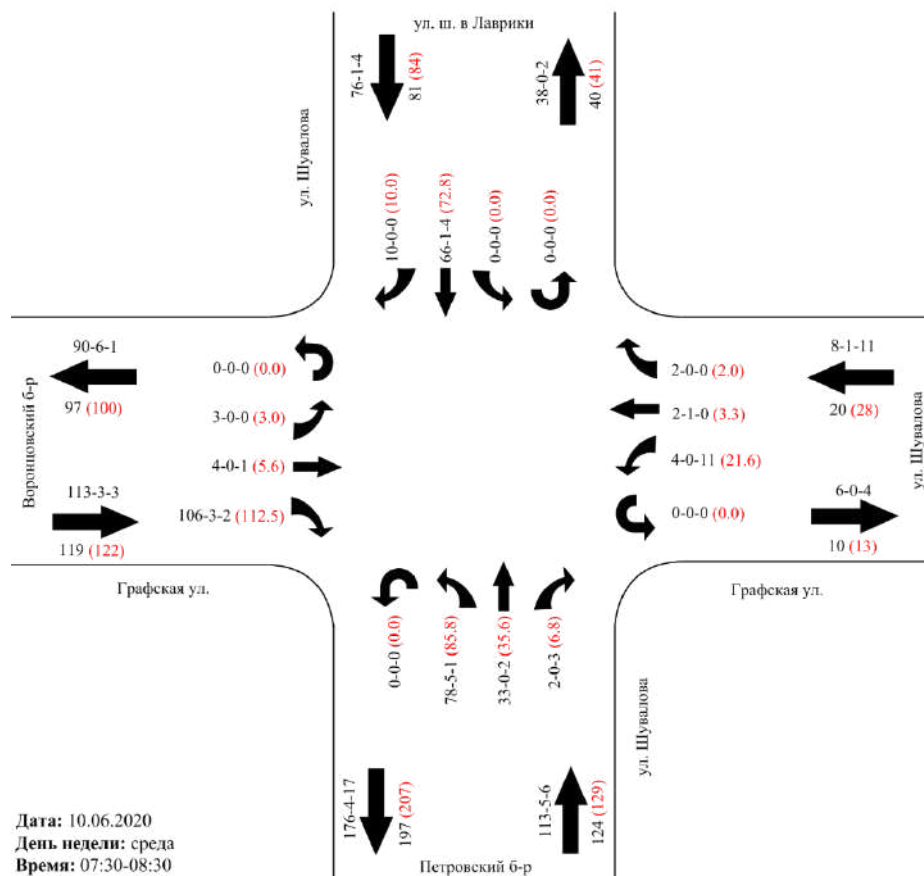 ул. ш. в Лаврики
76-1-4
81 (84)
38-0-2
40 (41)
ул. Шувалова
10-0-0 (10.0)
66-1-4 (72.8)
0-0-0 (0.0)
0-0-0 (0.0)
90-6-1
97 (100)
Воронцовский б-р
113-3-3
119 (122)
0-0-0 (0.0)
3-0-0 (3.0)
4-0-1 (5.6)
106-3-2 (112.5)
2-0-0 (2.0)
2-1-0 (3.3)
4-0-11 (21.6)
0-0-0 (0.0)
8-1-11
20 (28)
ул. Шувалова
6-0-4
10 (13)
Графская ул.
Графская ул.
0-0-0 (0.0)
78-5-1 (85.8)
33-0-2 (35.6)
2-0-3 (6.8)
ул. Шувалова
176-4-17
197 (207)
113-5-6
124 (129)
Дата: 10.06.2020
День недели: среда
Время: 07:30-08:30
Петровский б-р